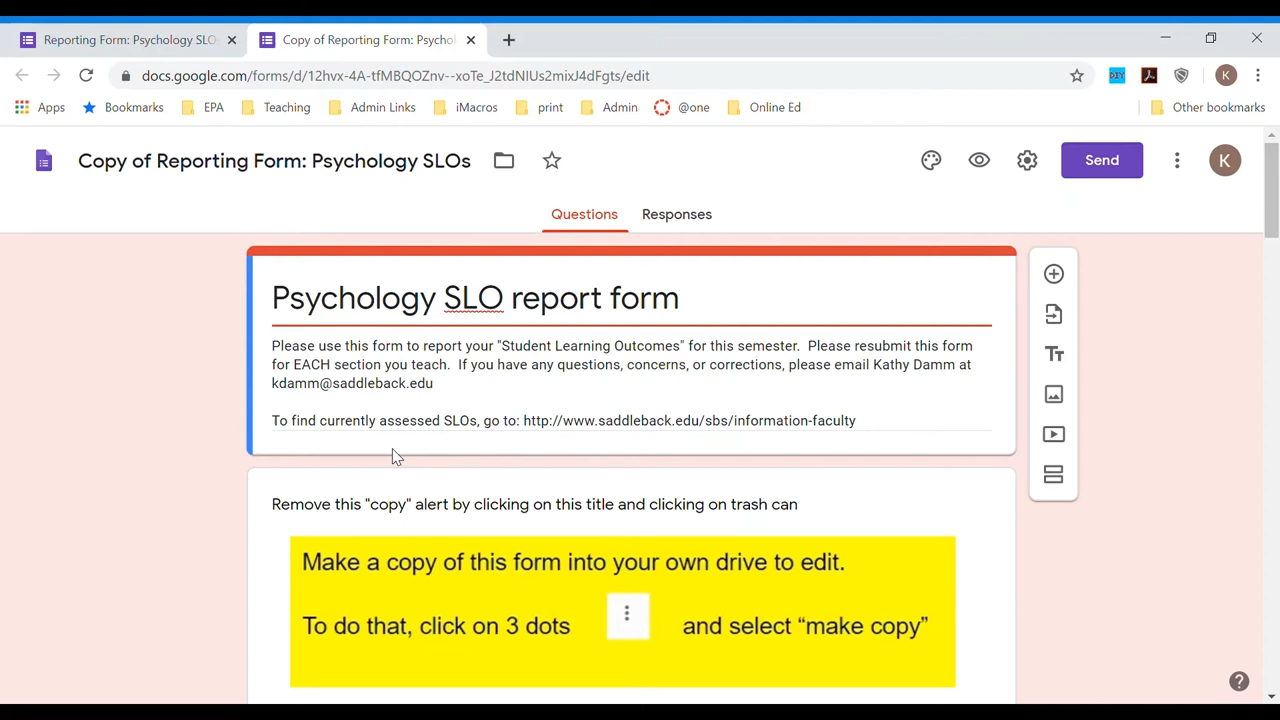 Reporting Form: Psychology SLO
Copy of Reporting Form: Psychol
docs.google.com/forms/d/12hvx-4A-tfMBQOZnv--xoTe_J2tdNIUs2mixJ4dFgts/edit
DIY
K
Apps
Bookmarks
EPA
Teaching
Admin Links
iMacros
print
Admin
@one
Online Ed
Other bookmarks
Copy of Reporting Form: Psychology SLOs
Send
K
Questions
Responses
Psychology SLO report form
Please use this form to report your "Student Learning Outcomes" for this semester. Please resubmit this form
for EACH section you teach. If you have any questions, concerns, or corrections, please email Kathy Damm at
kdamm@saddleback.edu
To find currently assessed SLOs, go to: http://www.saddleback.edu/sbs/information-faculty
Tт
Remove this "copy" alert by clicking on this title and clicking on trash can
Make a copy of this form into your own drive to edit.
To do that, click on 3 dots and select “make copy”